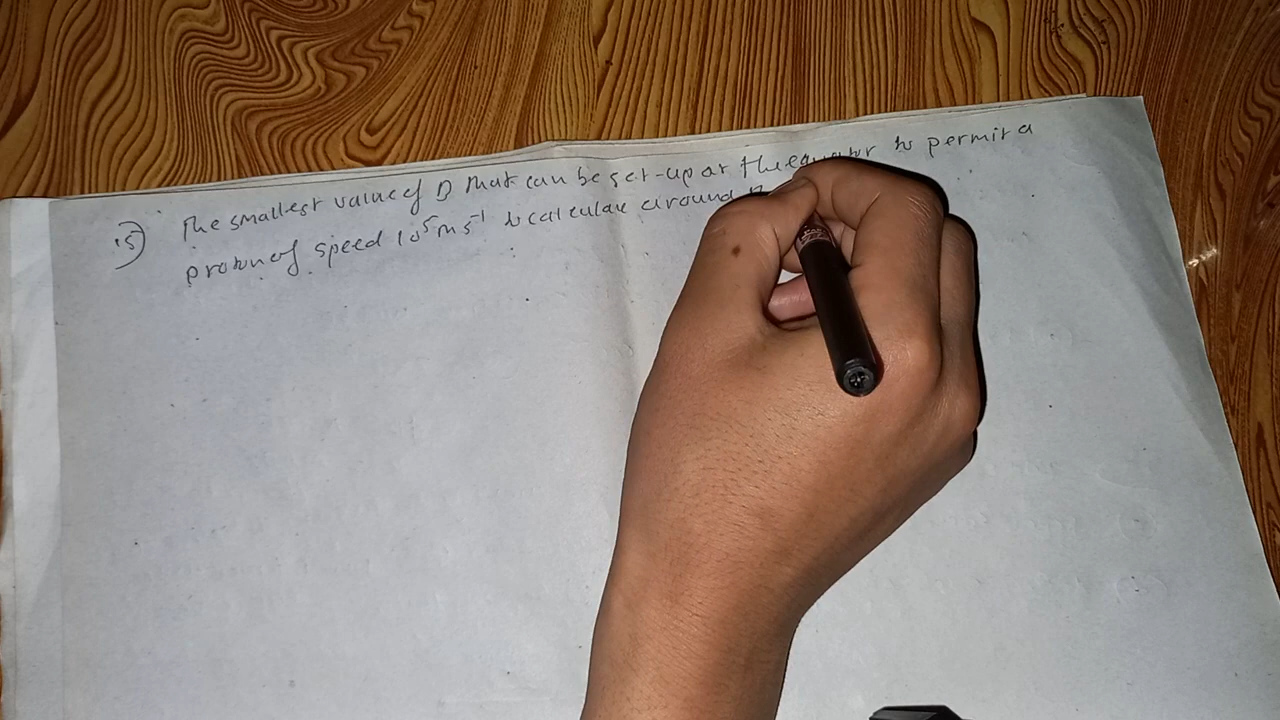 15) The smallest value of B that can be set-up at the equator to permit a
proton of speed 10⁵ms⁻¹ to calculate around